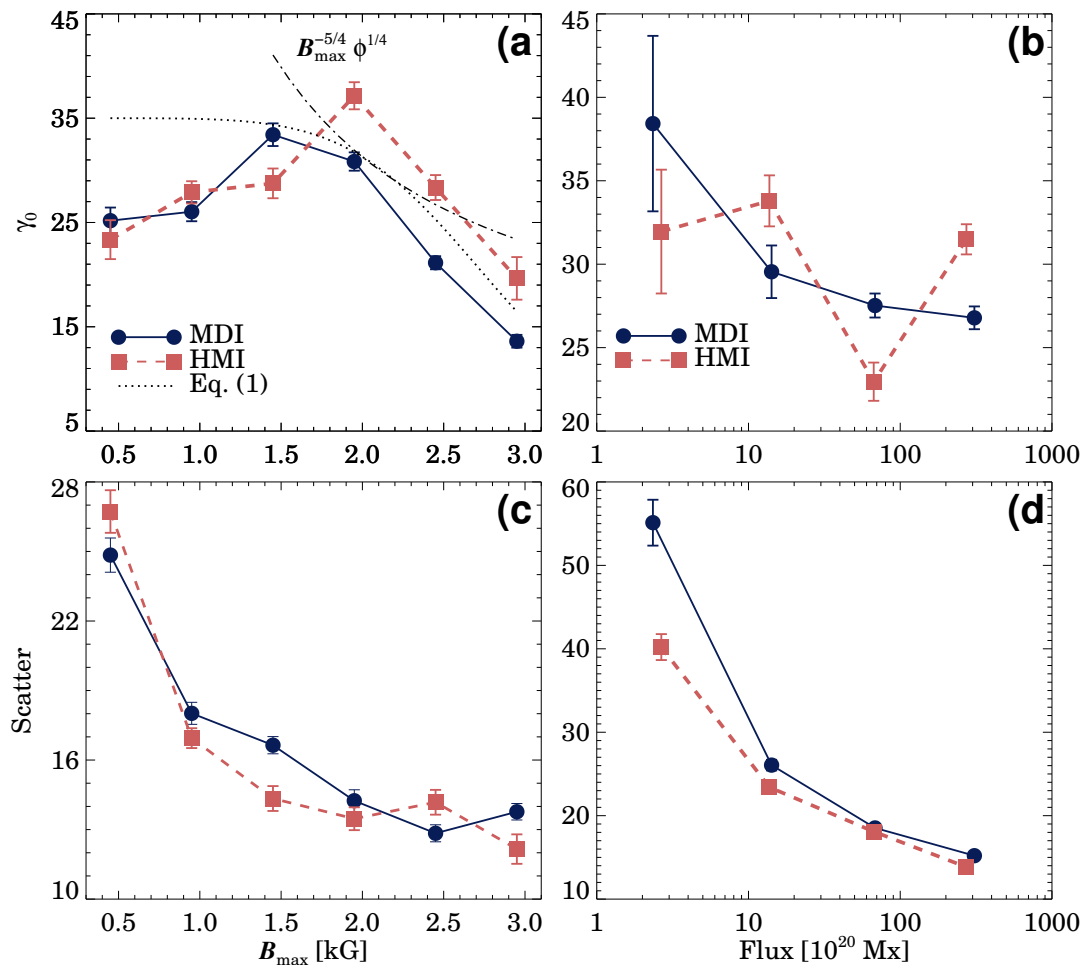 45
35
25
15
5
γ₀
(a)
B_max^{-5/4} ϕ^{1/4}
MDI
HMI
Eq. (1)
0.5 1.0 1.5 2.0 2.5 3.0
45
40
35
30
25
20
(b)
MDI
HMI
1 10 100 1000
28
22
16
10
Scatter
(c)
0.5 1.0 1.5 2.0 2.5 3.0
B_max [kG]
60
50
40
30
20
10
(d
1 10 100 1000
Flux [10²⁰ Mx]